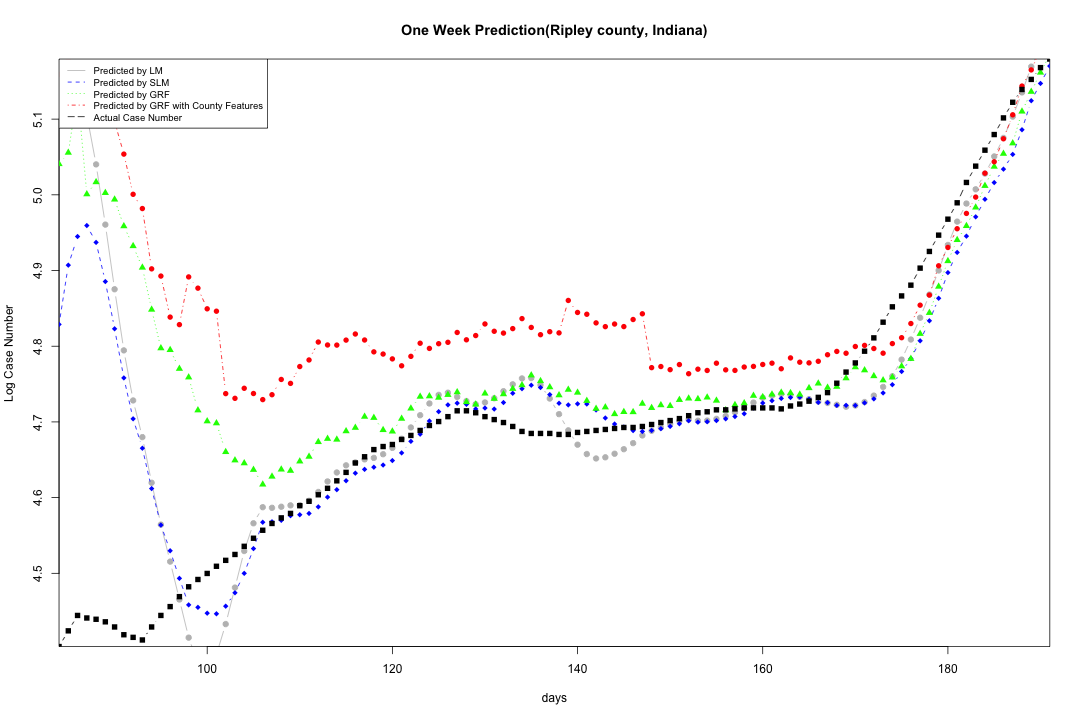 One Week Prediction(Ripley county, Indiana)
Predicted by LM
Predicted by SLM
Predicted by GRF
Predicted by GRF with County Features
Actual Case Number
Log Case Number
5.1
5.0
4.9
4.8
4.7
4.6
4.5
100 120 140 160 180
days